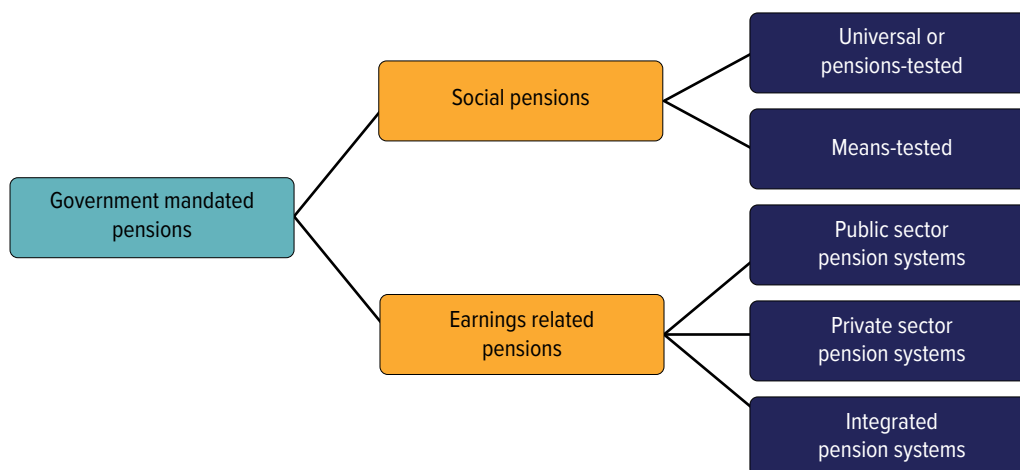 Government mandated
pensions
Social pensions
Earnings related
pensions
Universal or
pensions-tested
Means-tested
Public sector
pension systems
Private sector
pension systems
Integrated
pension systems